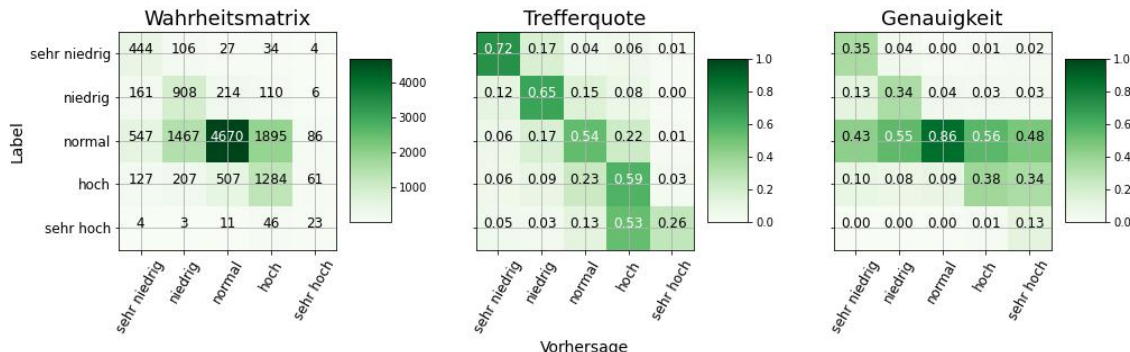 Wahrheitsmatrix
Label
sehr niedrig 444 106 27 34 4
niedrig 161 908 214 110 6
normal 547 1467 4670 1895 86
hoch 127 207 507 1284 61
sehr hoch 4 3 11 46 23
sehr niedrig niedrig normal hoch sehr hoch
4000
3000
2000
1000
Trefferquote
0.72 0.17 0.04 0.06 0.01
0.12 0.65 0.15 0.08 0.00
0.06 0.17 0.54 0.22 0.01
0.06 0.09 0.23 0.59 0.03
0.05 0.03 0.13 0.53 0.26
sehr niedrig niedrig normal hoch sehr hoch
Vorhersage
1.0
0.8
0.6
0.4
0.2
0.0
Genauigkeit
0.35 0.04 0.00 0.01 0.02
0.13 0.34 0.04 0.03 0.03
0.43 0.55 0.86 0.56 0.48
0.10 0.08 0.09 0.38 0.34
0.00 0.00 0.00 0.01 0.13
sehr niedrig niedrig normal hoch sehr hoch
1.0
0.8
0.6
0.4
0.2
0.0